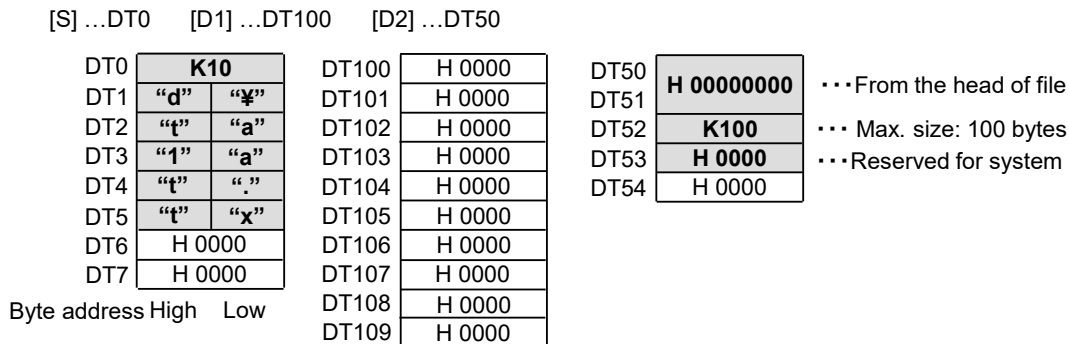 [S] …DT0 [D1] …DT100 [D2] …DT50
DT0 K10
DT1 “d” “¥”
DT2 “t” “a”
DT3 “1” “a”
DT4 “t” “.”
DT5 “t” “x”
DT6 H 0000
DT7 H 0000
Byte address High Low
DT100 H 0000
DT101 H 0000
DT102 H 0000
DT103 H 0000
DT104 H 0000
DT105 H 0000
DT106 H 0000
DT107 H 0000
DT108 H 0000
DT109 H 0000
DT50 H 00000000 ･･･From the head of file
DT51
DT52 K100 ･･･ Max. size: 100 bytes
DT53 H 0000 ･･･Reserved for system
DT54 H 0000